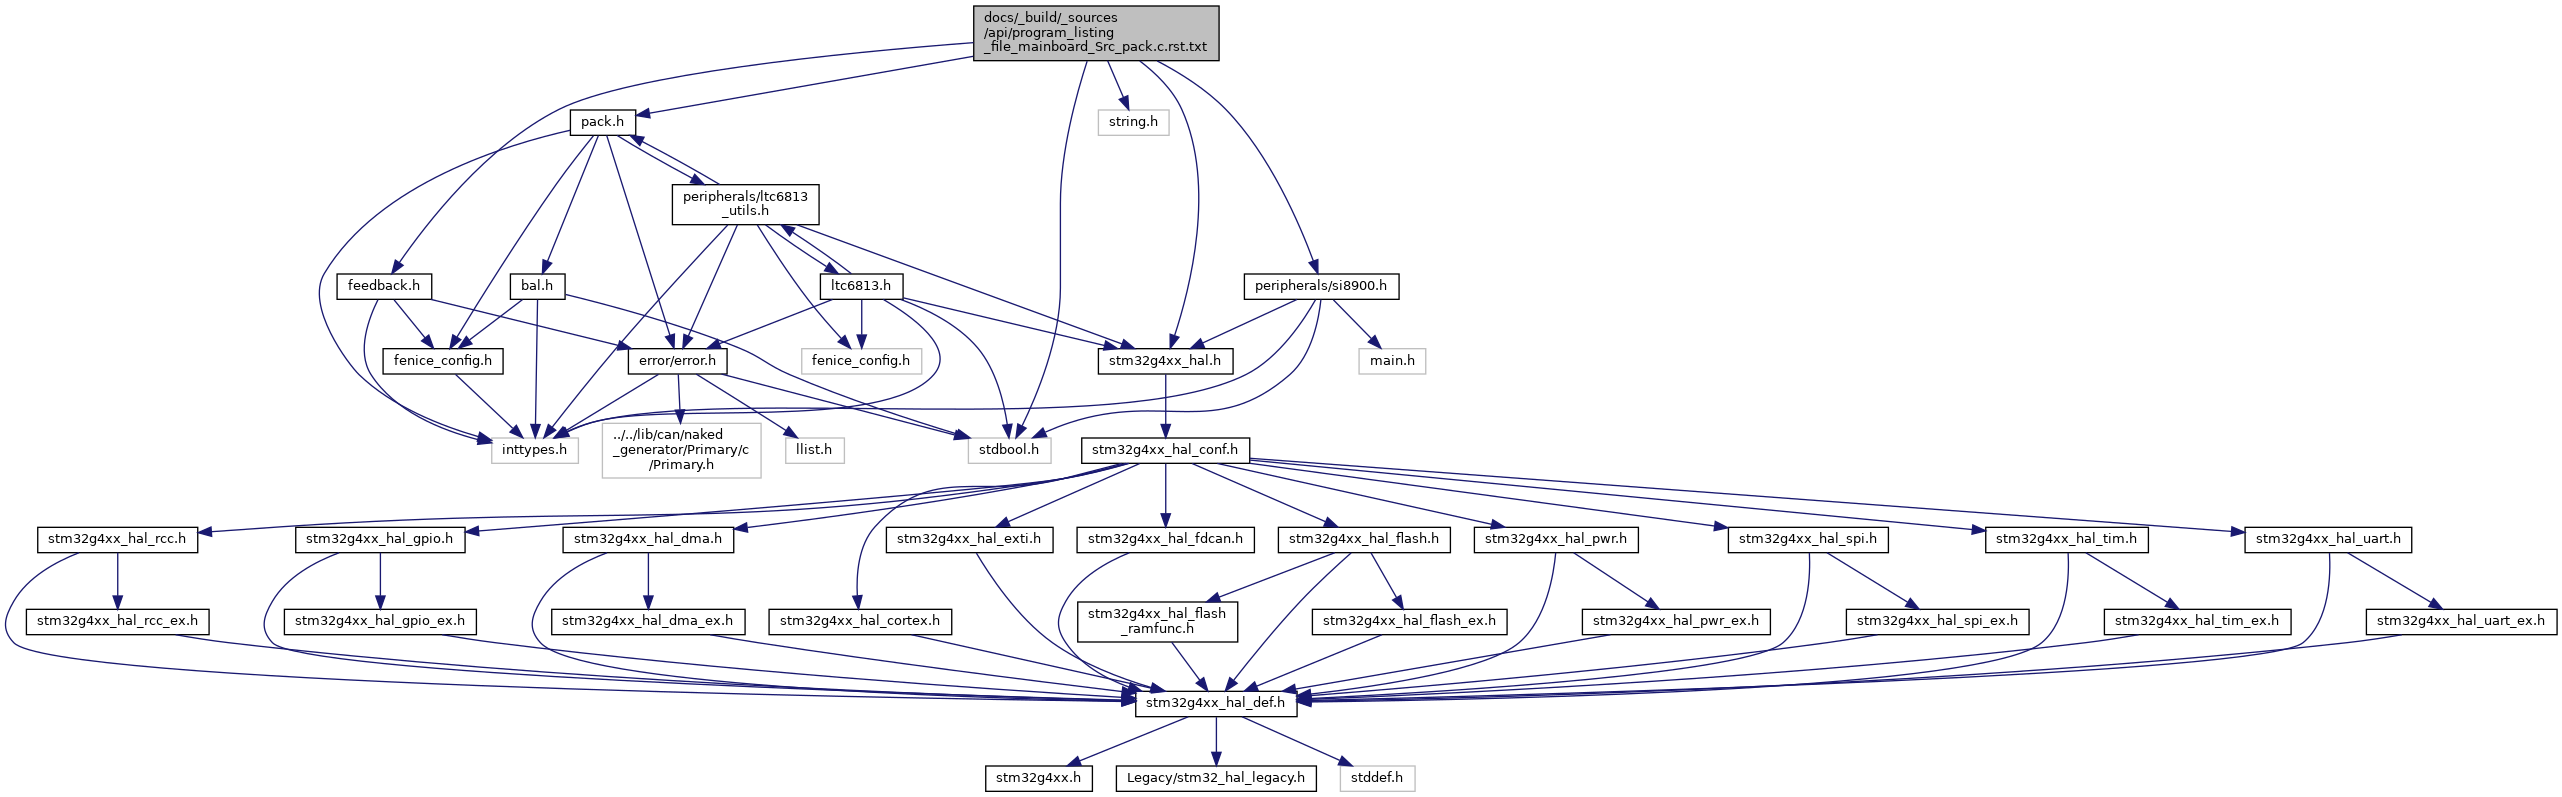 docs/_build/_sources
/api/program_listing
_file_mainboard_Src_pack.c.rst.txt
pack.h
string.h
peripherals/ltc6813
_utils.h
feedback.h
bal.h
ltc6813.h
peripherals/si8900.h
fenice_config.h
error/error.h
fenice_config.h
stm32g4xx_hal.h
main.h
inttypes.h
../../lib/can/naked
_generator/Primary/c
/Primary.h
llist.h
stdbool.h
stm32g4xx_hal_conf.h
stm32g4xx_hal_rcc.h
stm32g4xx_hal_gpio.h
stm32g4xx_hal_dma.h
stm32g4xx_hal_exti.h
stm32g4xx_hal_fdcan.h
stm32g4xx_hal_flash.h
stm32g4xx_hal_pwr.h
stm32g4xx_hal_spi.h
stm32g4xx_hal_tim.h
stm32g4xx_hal_uart.h
stm32g4xx_hal_rcc_ex.h
stm32g4xx_hal_gpio_ex.h
stm32g4xx_hal_dma_ex.h
stm32g4xx_hal_cortex.h
stm32g4xx_hal_flash
_ramfunc.h
stm32g4xx_hal_flash_ex.h
stm32g4xx_hal_pwr_ex.h
stm32g4xx_hal_spi_ex.h
stm32g4xx_hal_tim_ex.h
stm32g4xx_hal_uart_ex.h
stm32g4xx_hal_def.h
stm32g4xx.h
Legacy/stm32_hal_legacy.h
stddef.h